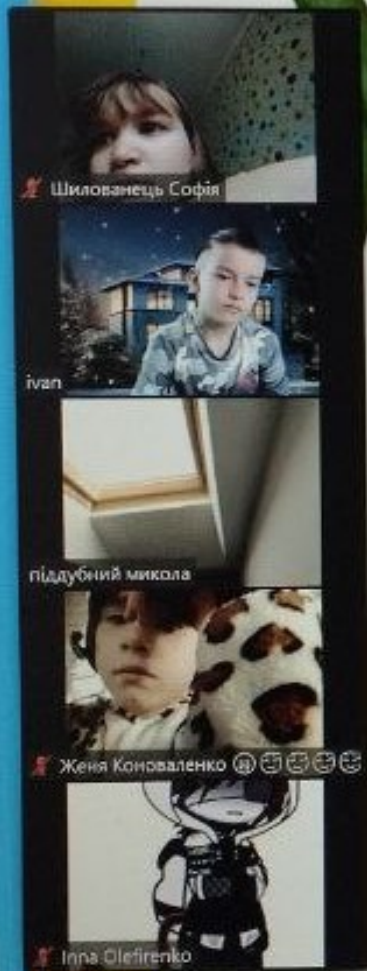 Шилованець Софія
ivan
піддубний микола
Женя Коноваленко
Inna Olefirenko